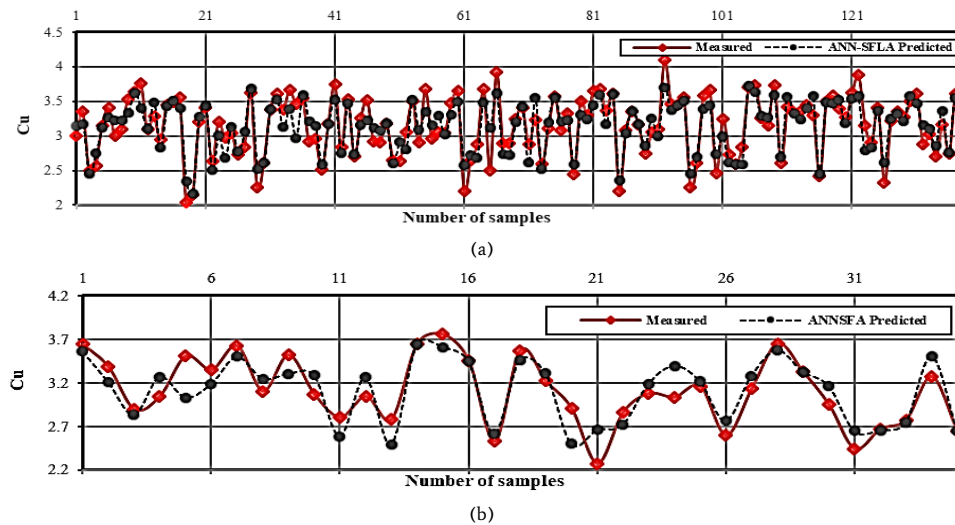 1 21 41 61 81 101 121
4.5
Measured ANN-SFLA Predicted
4
3.5
Cu
3
2.5
2
Number of samples
(a)
1 6 11 16 21 26 31
4.2
Measured ANNSFA Predicted
3.7
Cu
3.2
2.7
2.2
Number of samples
(b)